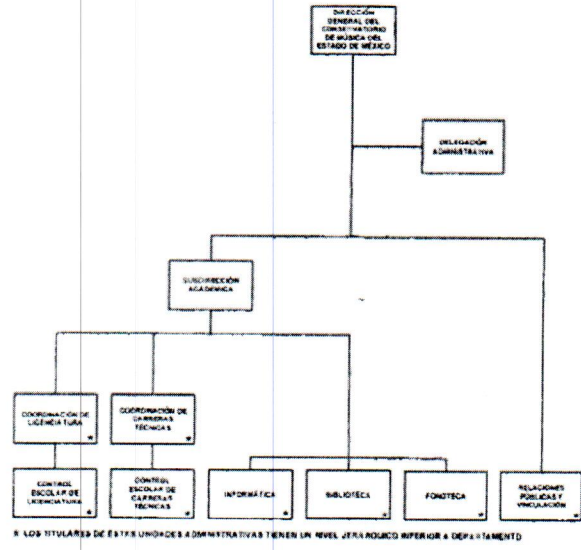 DIRECCIÓN
GENERAL DEL
CONSERVATORIO
DE MÚSICA DEL
ESTADO DE MÉXICO
DELEGACIÓN
ADMINISTRATIVA
SUBDIRECCIÓN
ACADÉMICA
COORDINACIÓN DE
LICENCIATURA
*
COORDINACIÓN DE
CARRERAS
TÉCNICAS
*
CONTROL
ESCOLAR DE
LICENCIATURA
*
CONTROL
ESCOLAR DE
CARRERAS
TÉCNICAS
*
INFORMÁTICA
*
BIBLIOTECA
*
FONOTECA
*
RELACIONES
PÚBLICAS Y
VINCULACIÓN
*
* LOS TITULARES DE ESTAS UNIDADES ADMINISTRATIVAS TIENEN UN NIVEL JERÁRQUICO INFERIOR A DEPARTAMENTO